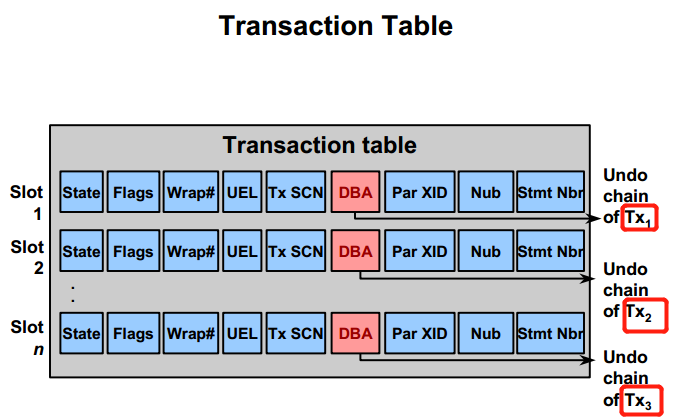 Transaction Table
Transaction table
Slot 1 State Flags Wrap# UEL Tx SCN DBA Par XID Nub Stmt Nbr
Undo
chain
of Tx1
Slot 2 State Flags Wrap# UEL Tx SCN DBA Par XID Nub Stmt Nbr
Undo
chain
of Tx2
Slot n State Flags Wrap# UEL Tx SCN DBA Par XID Nub Stmt Nbr
Undo
chain
of Tx3